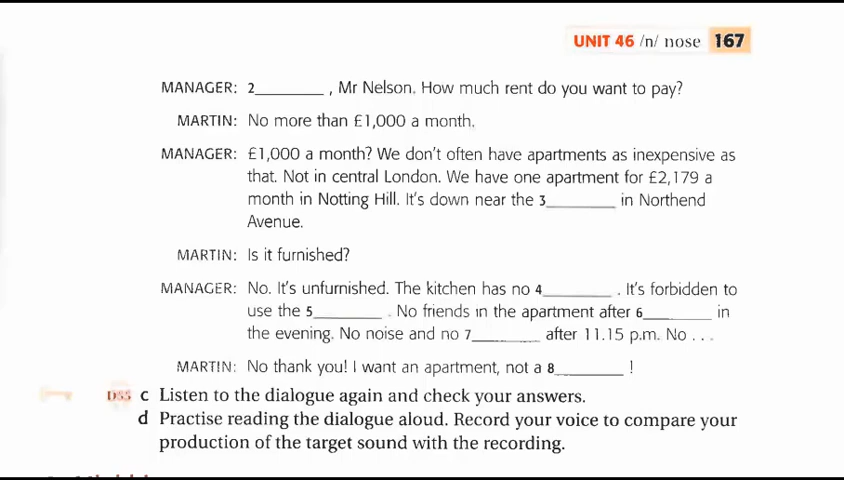 UNIT 46 /n/ nose 167
MANAGER: 2________ , Mr Nelson. How much rent do you want to pay?
MARTIN: No more than £1,000 a month.
MANAGER: £1,000 a month? We don't often have apartments as inexpensive as
that. Not in central London. We have one apartment for £2,179 a
month in Notting Hill. It's down near the 3________ in Northend
Avenue.
MARTIN: Is it furnished?
MANAGER: No. It's unfurnished. The kitchen has no 4________ . It's forbidden to
use the 5________ . No friends in the apartment after 6________ in
the evening. No noise and no 7________ after 11.15 p.m. No ...
MARTIN: No thank you! I want an apartment, not a 8________ !
c Listen to the dialogue again and check your answers.
d Practise reading the dialogue aloud. Record your voice to compare your
production of the target sound with the recording.